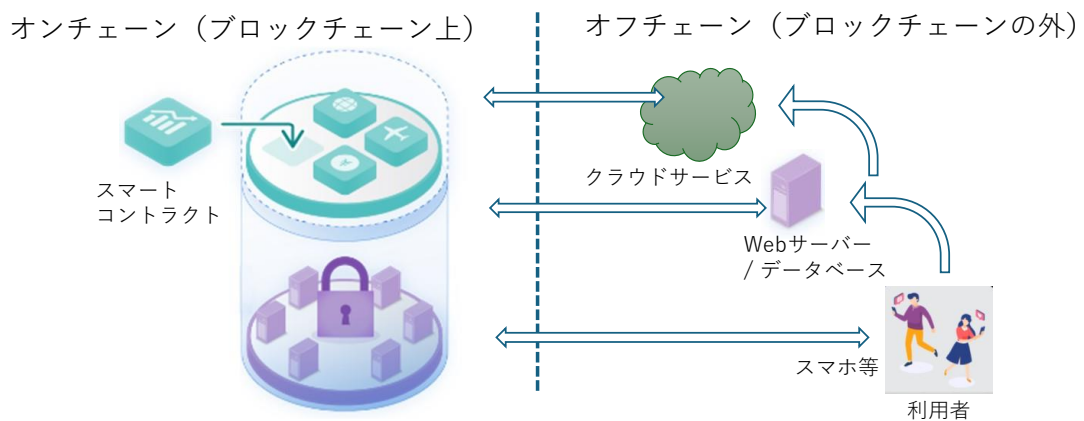 オンチェーン（ブロックチェーン上）
オフチェーン（ブロックチェーンの外）
スマート
コントラクト
クラウドサービス
Webサーバー
/ データベース
スマホ等
利用者